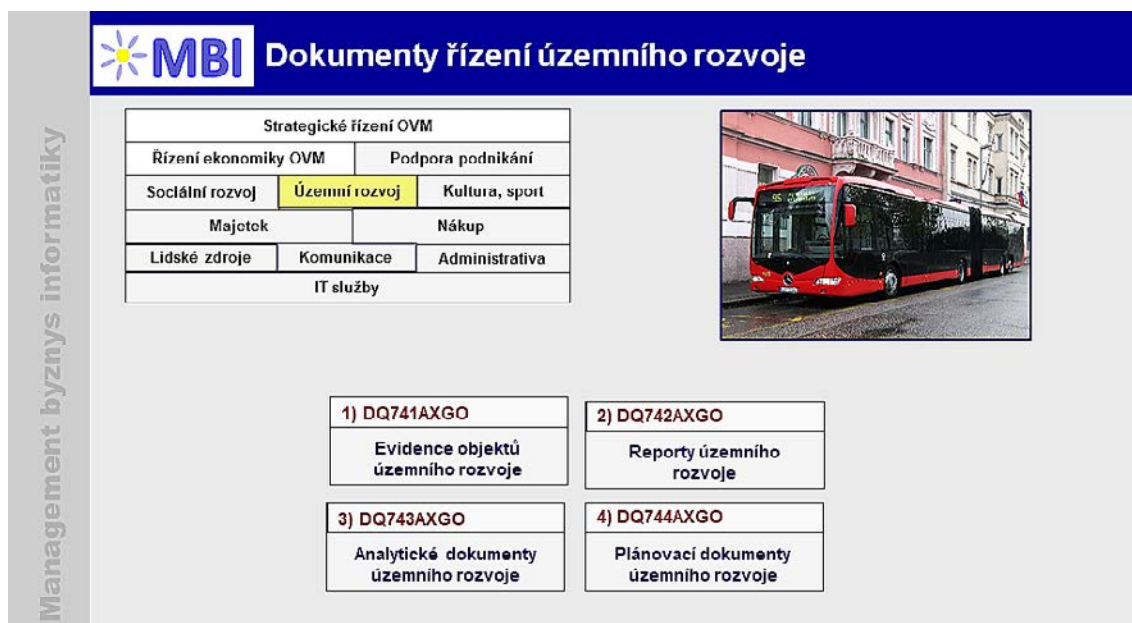 MBI
Dokumenty řízení územního rozvoje
Management byznys informatiky
Strategické řízení OVM
Řízení ekonomiky OVM
Podpora podnikání
Sociální rozvoj
Územní rozvoj
Kultura, sport
Majetek
Nákup
Lidské zdroje
Komunikace
Administrativa
IT služby
95
1) DQ741AXGO
Evidence objektů
územního rozvoje
2) DQ742AXGO
Reporty územního
rozvoje
3) DQ743AXGO
Analytické dokumenty
územního rozvoje
4) DQ744AXGO
Plánovací dokumenty
územního rozvoje